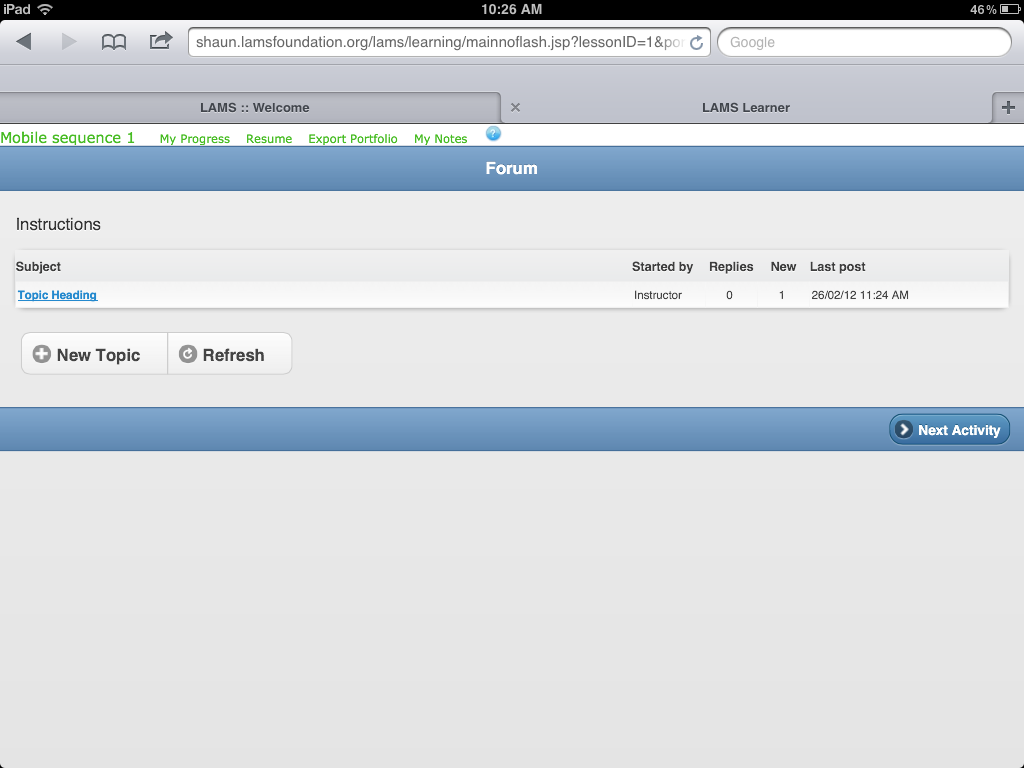 iPad 10:26 AM 46%
shaun.lamsfoundation.org/lams/learning/mainnoflash.jsp?lessonID=1&po Google
LAMS :: Welcome LAMS Learner
Mobile sequence 1 My Progress Resume Export Portfolio My Notes ?
Forum
Instructions
Subject Started by Replies New Last post
Topic Heading Instructor 0 1 26/02/12 11:24 AM
New Topic Refresh
Next Activity